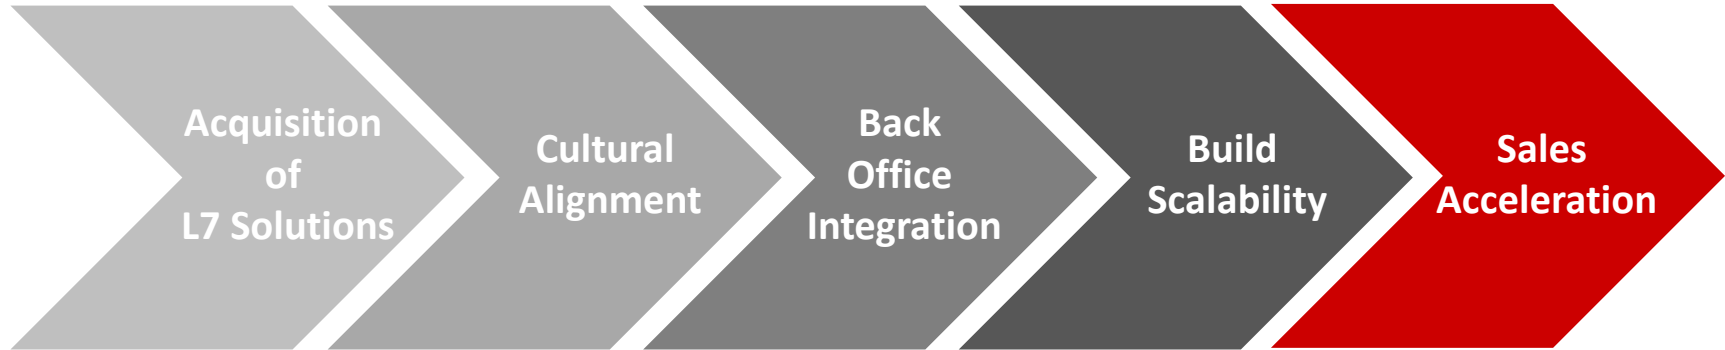 Acquisition
of
L7 Solutions
Cultural
Alignment
Back
Office
Integration
Build
Scalability
Sales
Acceleration